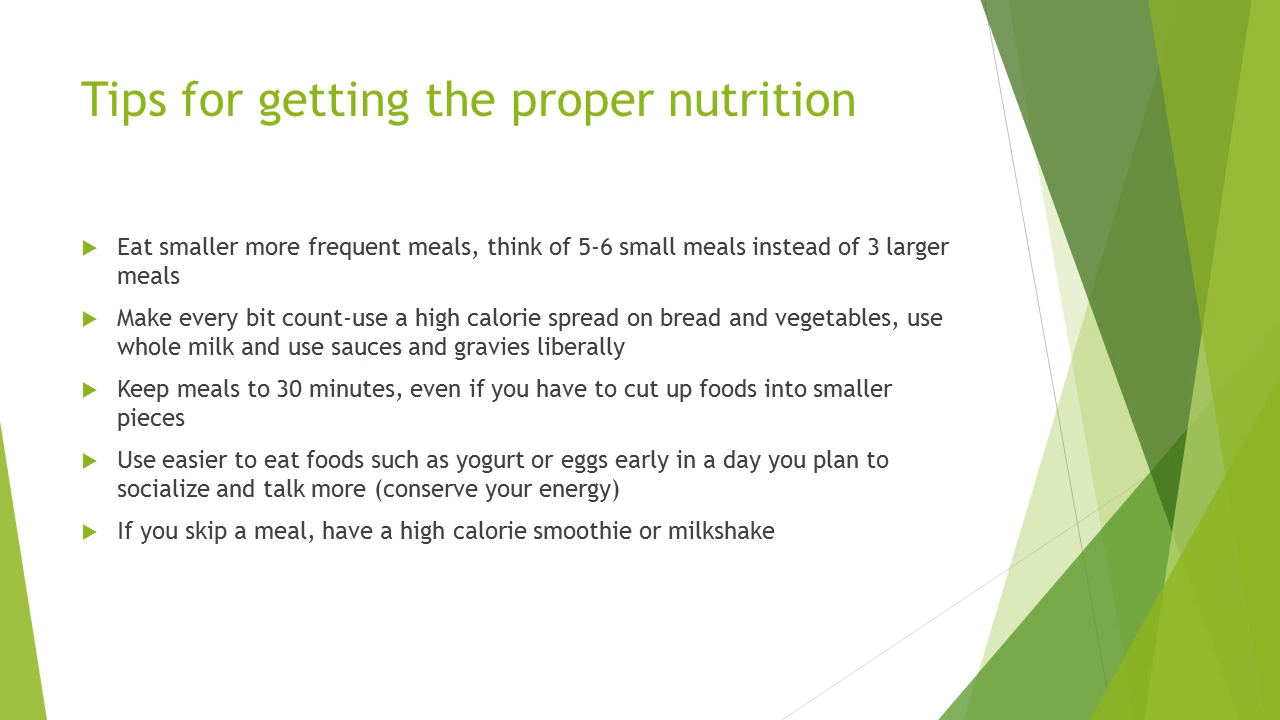 Tips for getting the proper nutrition
Eat smaller more frequent meals, think of 5-6 small meals instead of 3 larger
meals
Make every bit count-use a high calorie spread on bread and vegetables, use
whole milk and use sauces and gravies liberally
Keep meals to 30 minutes, even if you have to cut up foods into smaller
pieces
Use easier to eat foods such as yogurt or eggs early in a day you plan to
socialize and talk more (conserve your energy)
If you skip a meal, have a high calorie smoothie or milkshake